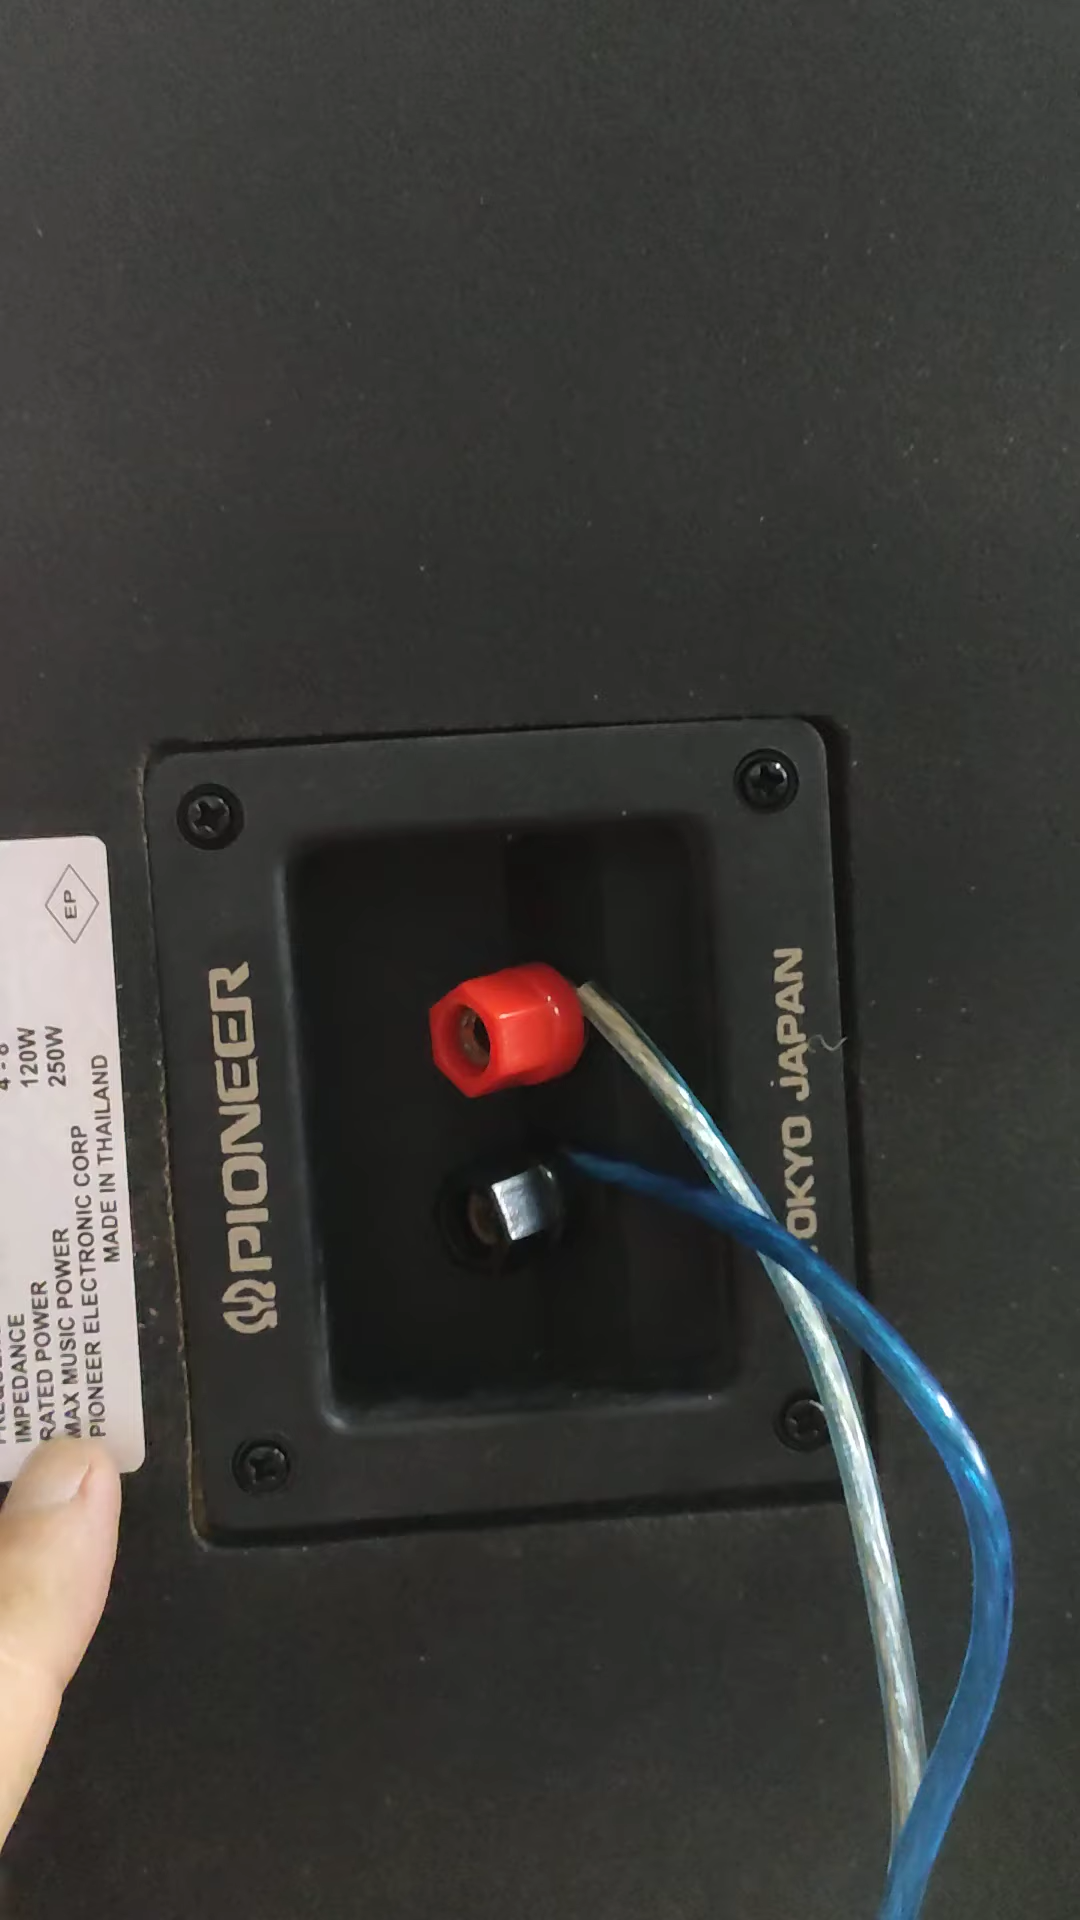 EP
IMPEDANCE
RATED POWER 120W
MAX MUSIC POWER 250W
PIONEER ELECTRONIC CORP
MADE IN THAILAND
PIONEER
TOKYO JAPAN